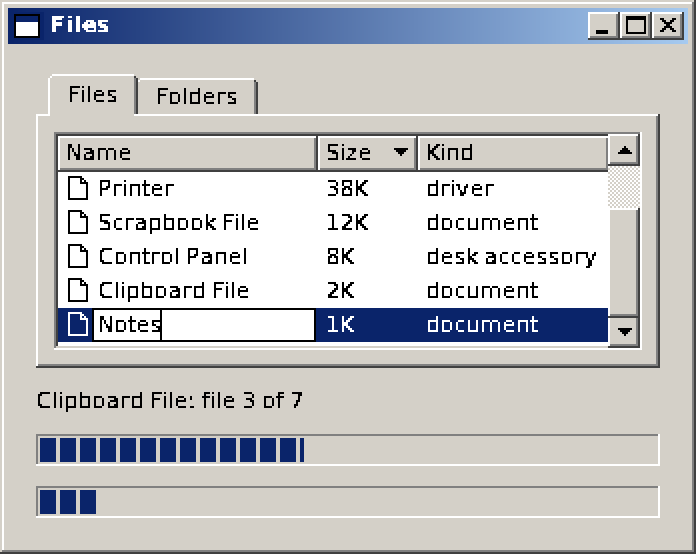 Files
Files Folders
Name Size Kind
Printer 38K driver
Scrapbook File 12K document
Control Panel 8K desk accessory
Clipboard File 2K document
Notes 1K document
Clipboard File: file 3 of 7